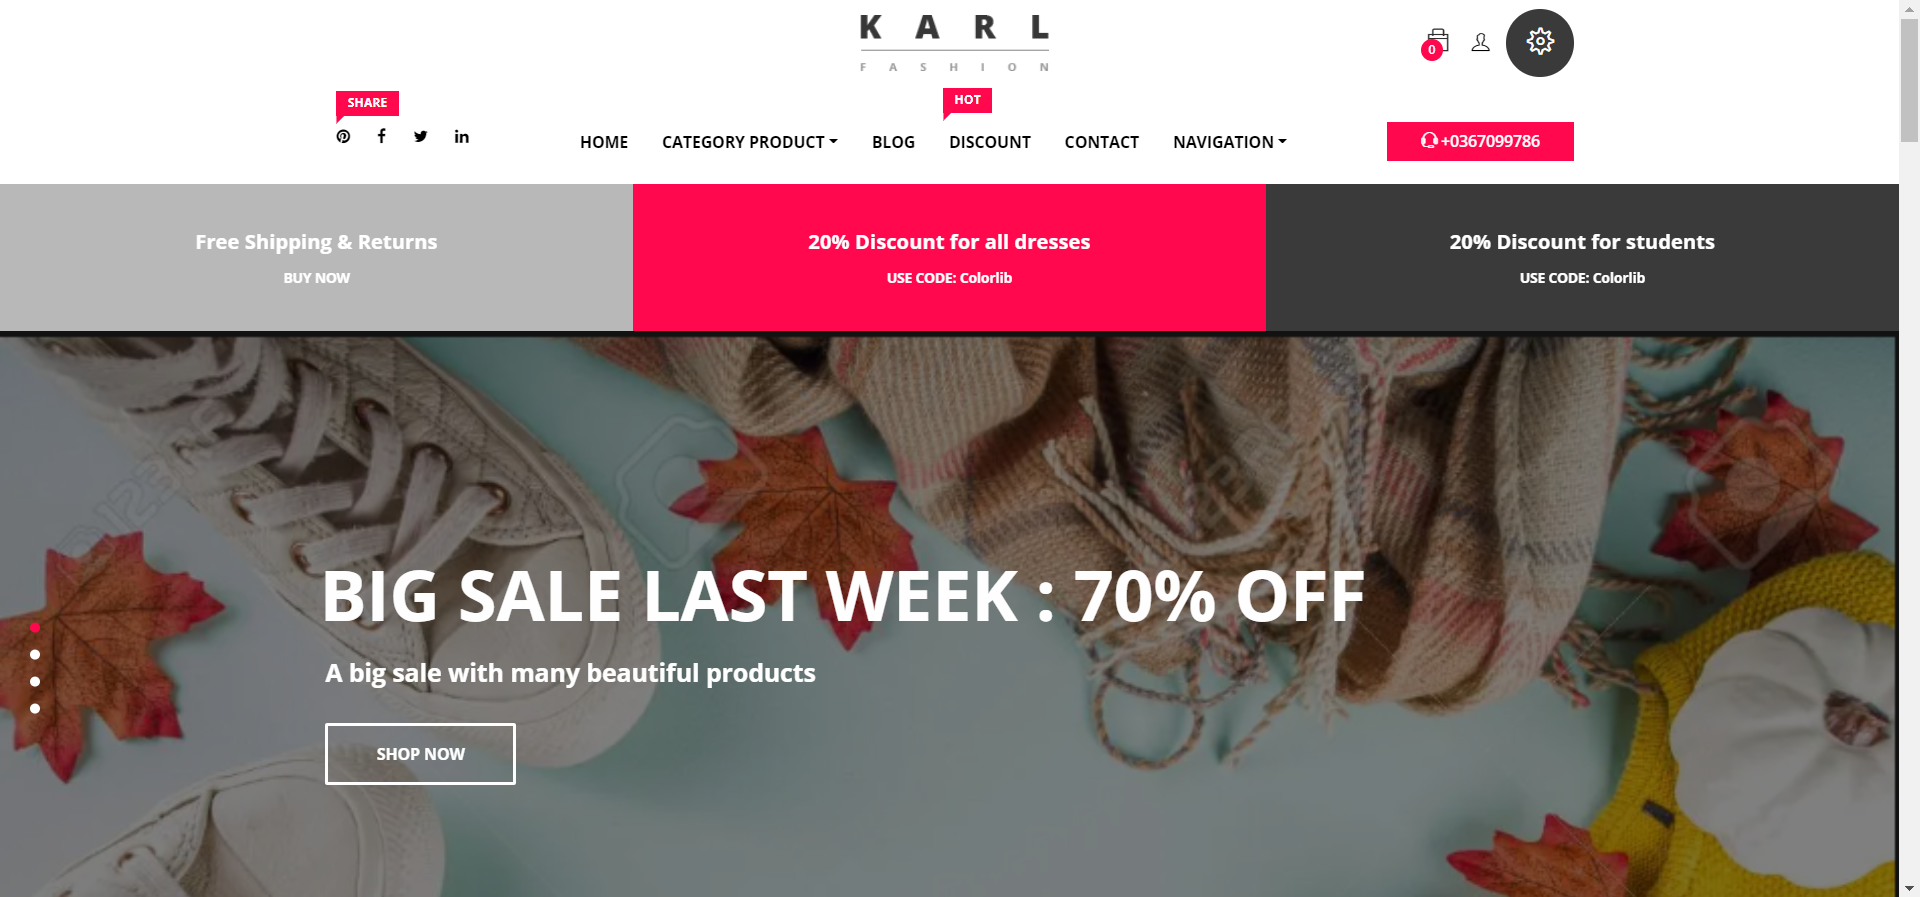 KARL
FASHION
0
SHARE
HOT
HOME CATEGORY PRODUCT BLOG DISCOUNT CONTACT NAVIGATION
+0367099786
Free Shipping & Returns
BUY NOW
20% Discount for all dresses
USE CODE: Colorlib
20% Discount for students
USE CODE: Colorlib
BIG SALE LAST WEEK : 70% OFF
A big sale with many beautiful products
SHOP NOW